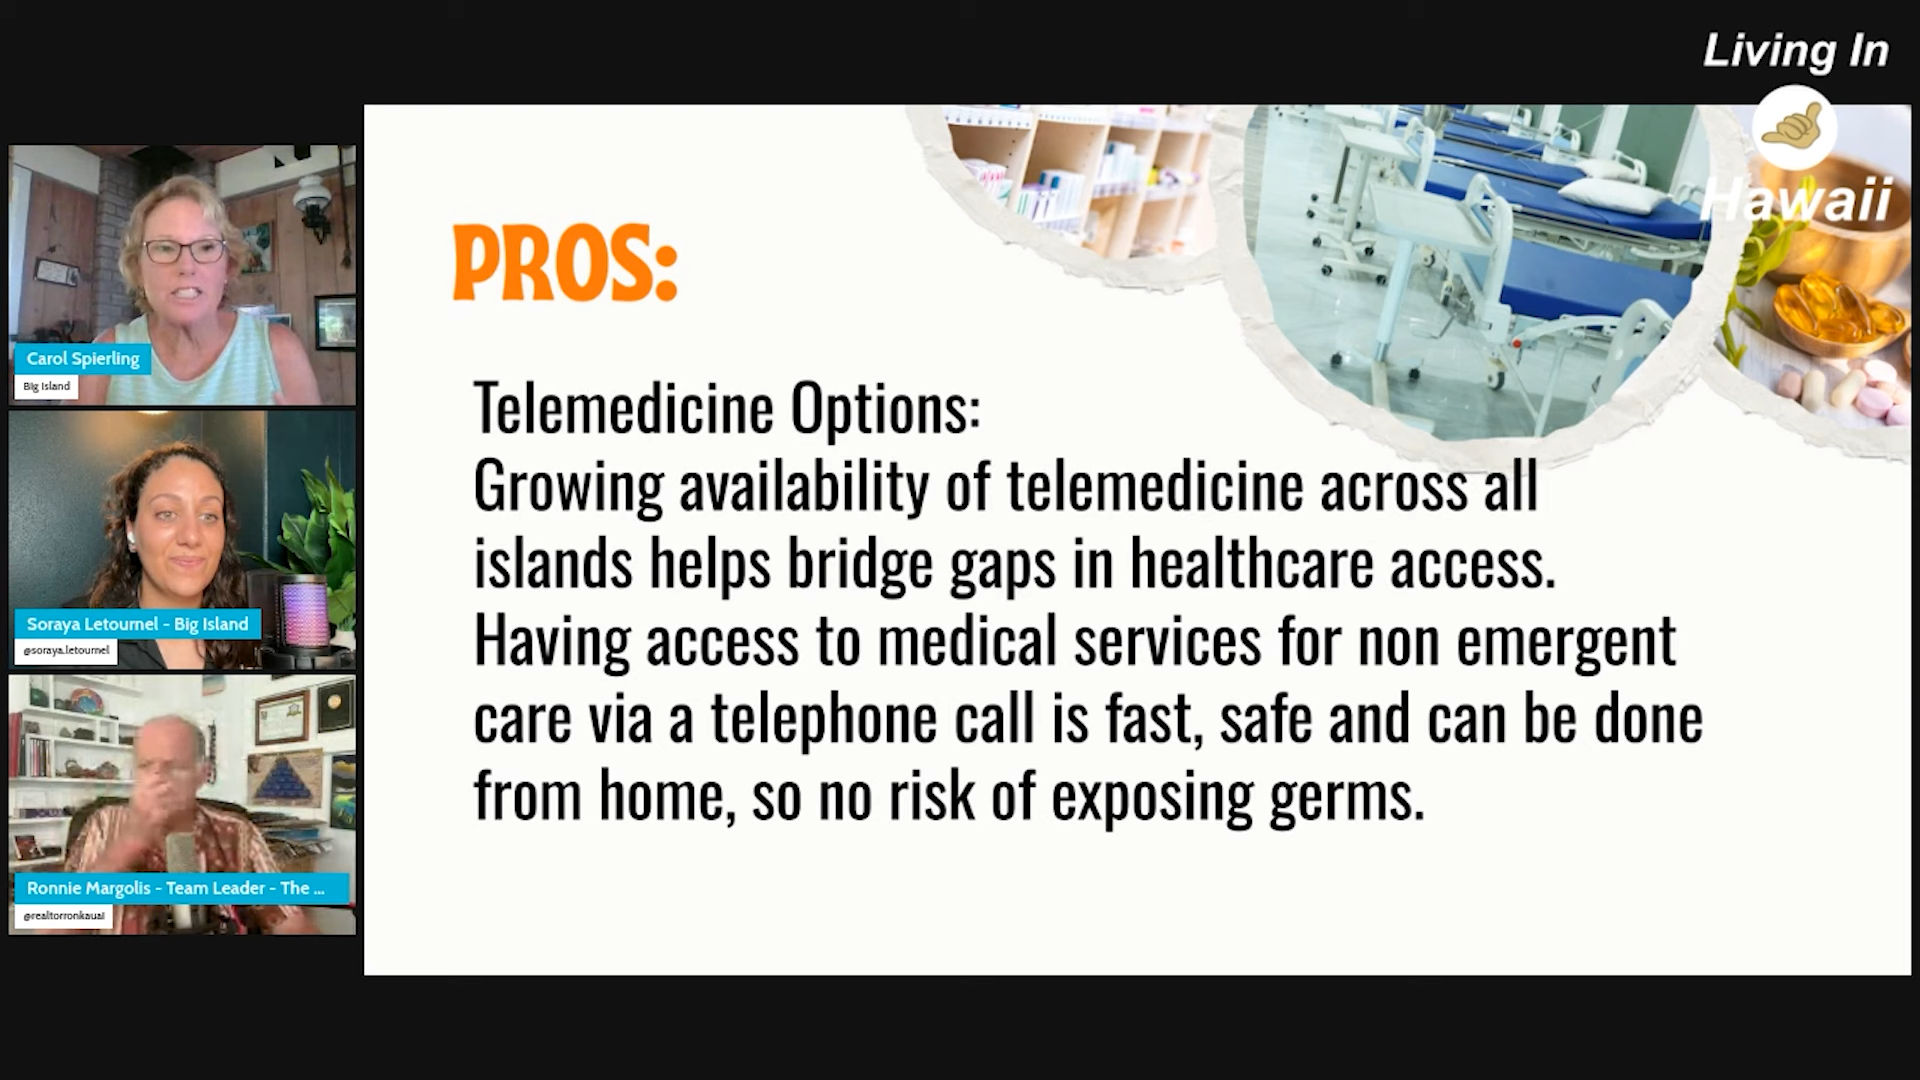 Living In
Hawaii
Carol Spierling
Big Island
Soraya Letournel - Big Island
@soraya.letournel
Ronnie Margolis - Team Leader - The ...
@realtorronkauai
PROS:
Telemedicine Options:
Growing availability of telemedicine across all
islands helps bridge gaps in healthcare access.
Having access to medical services for non emergent
care via a telephone call is fast, safe and can be done
from home, so no risk of exposing germs.